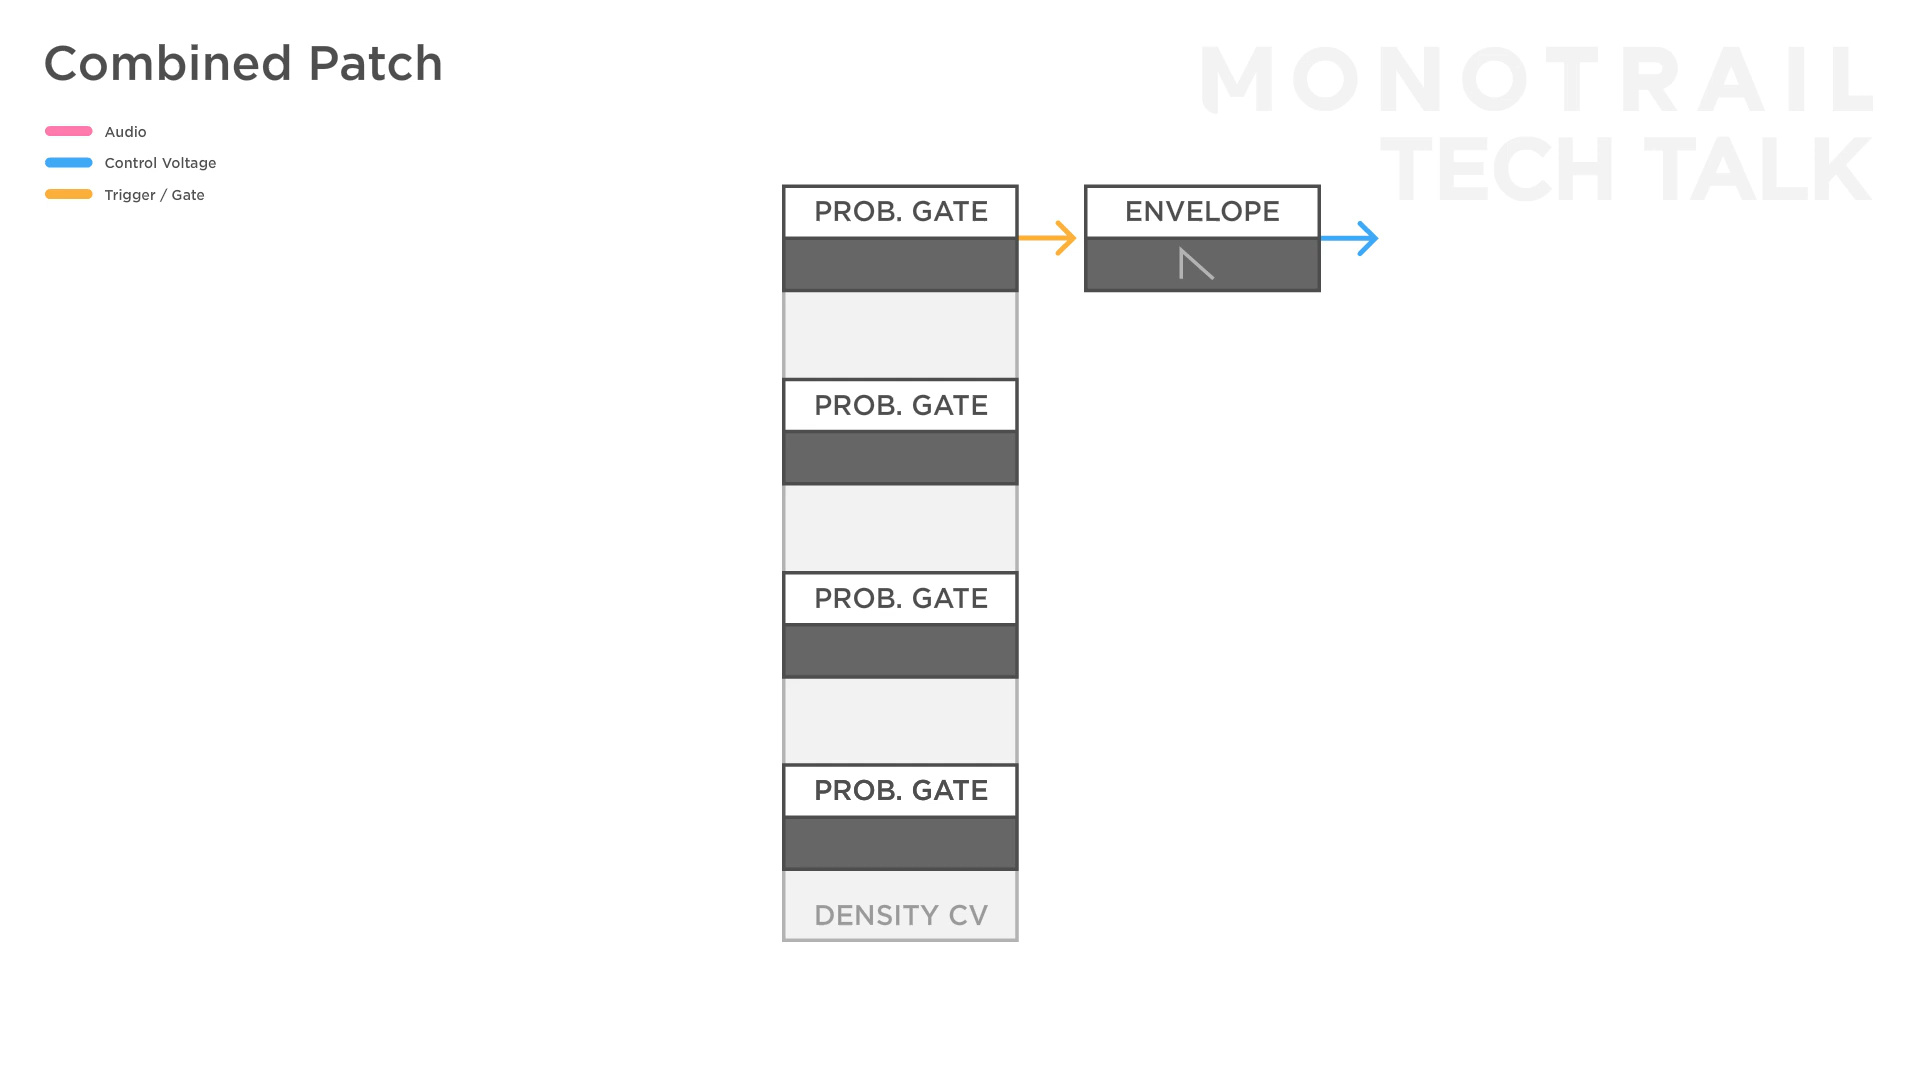 Combined Patch
MONOTRAIL
TECH TALK
Audio
Control Voltage
Trigger / Gate
PROB. GATE
ENVELOPE
PROB. GATE
PROB. GATE
PROB. GATE
DENSITY CV